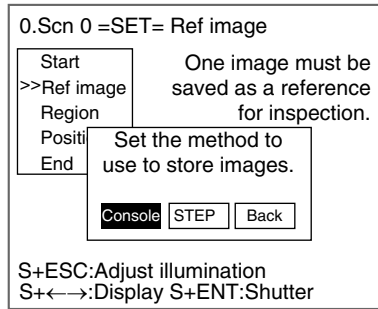 0.Scn 0 =SET= Ref image
Start
>>Ref image
Region
Positi
End
One image must be
saved as a reference
for inspection.
Set the method to
use to store images.
Console STEP Back
S+ESC:Adjust illumination
S+←→:Display S+ENT:Shutter